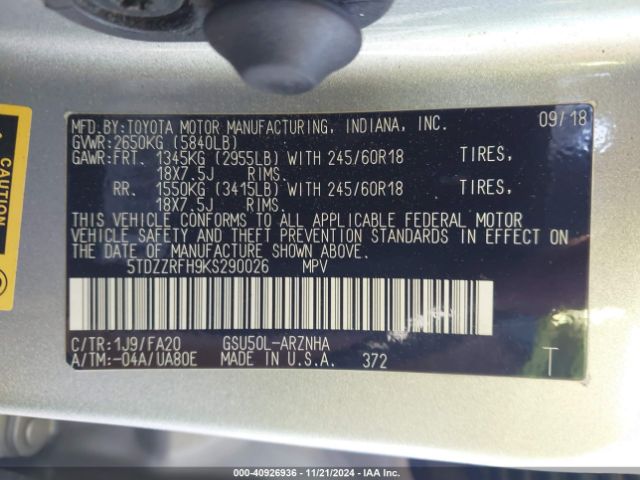 MFD.BY:TOYOTA MOTOR MANUFACTURING, INDIANA, INC. 09/18
GVWR:2650KG (5840LB)
GAWR:FRT. 1345KG (2955LB) WITH 245/60R18 TIRES,
18X7.5J RIMS.
RR. 1550KG (3415LB) WITH 245/60R18 TIRES,
18X7.5J RIMS.
THIS VEHICLE CONFORMS TO ALL APPLICABLE FEDERAL MOTOR
VEHICLE SAFETY AND THEFT PREVENTION STANDARDS IN EFFECT ON
THE DATE OF MANUFACTURE SHOWN ABOVE.
5TDZZRFH9KS290026 MPV
C/TR:1J9/FA20 GSU50L-ARZNHA
A/TM:-04A/UA80E MADE IN U.S.A. 372 T
CAUTION
000-40926936 - 11/21/2024 - IAA Inc.